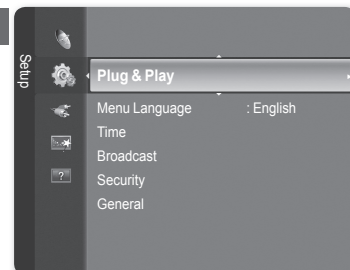 Setup
Plug & Play
Menu Language : English
Time
Broadcast
Security
General
?